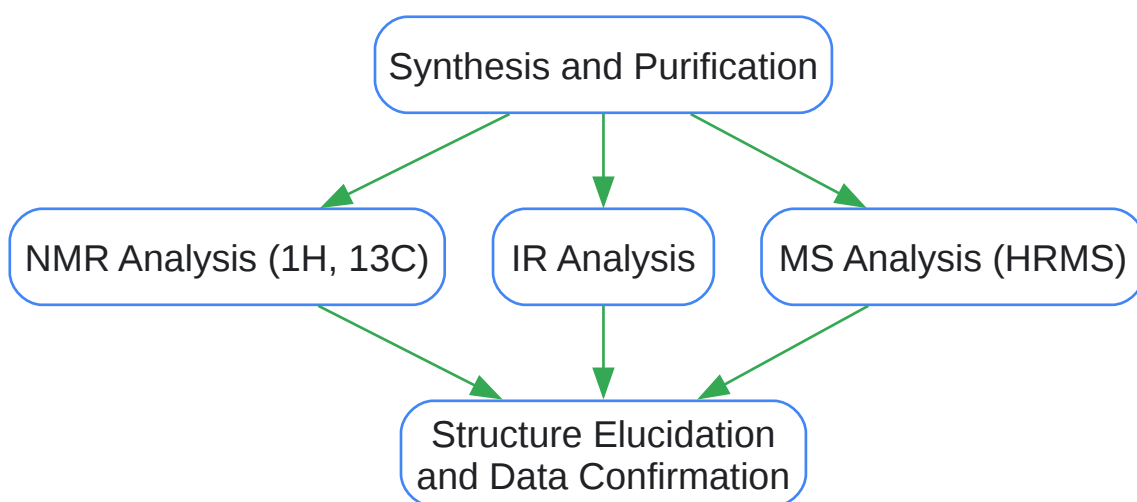 Synthesis and Purification
NMR Analysis (1H, 13C)
IR Analysis
MS Analysis (HRMS)
Structure Elucidation
and Data Confirmation